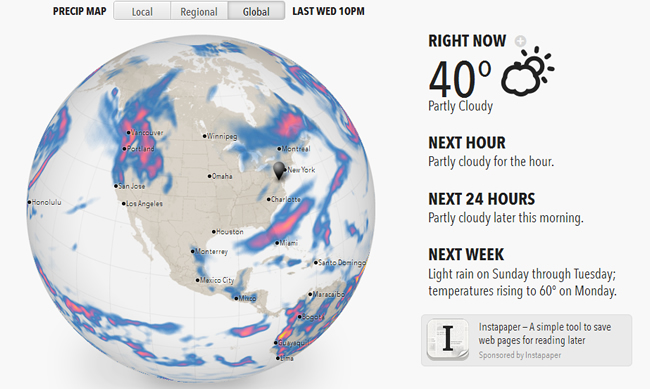 PRECIP MAP
Local
Regional
Global
LAST WED 10PM
Vancouver
Portland
Winnipeg
Montreal
New York
San Jose
Omaha
Honolulu
Los Angeles
Charlotte
Houston
Miami
Monterrey
Santo Domingo
Mexico City
Mixco
Maracaibo
Bogota
Guayaquil
Lima
RIGHT NOW
40°
Partly Cloudy
NEXT HOUR
Partly cloudy for the hour.
NEXT 24 HOURS
Partly cloudy later this morning.
NEXT WEEK
Light rain on Sunday through Tuesday;
temperatures rising to 60° on Monday.
I
Instapaper – A simple tool to save
web pages for reading later
Sponsored by Instapaper